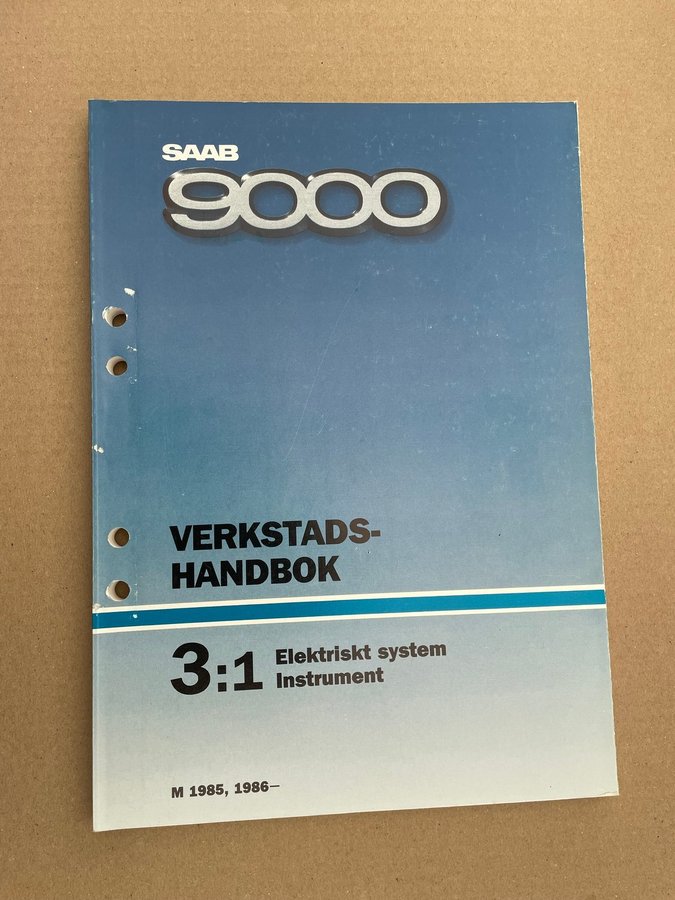 SAAB
9000
VERKSTADS-
HANDBOK
3:1 Elektriskt system
Instrument
M 1985, 1986–